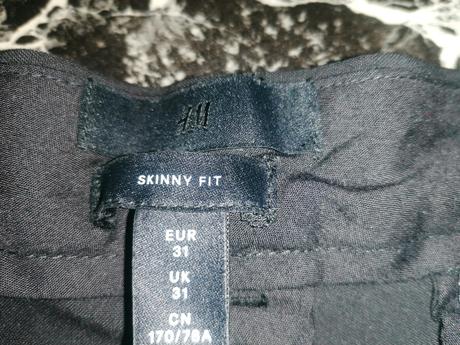 H&M
SKINNY FIT
EUR
31
UK
31
CN
170/78A